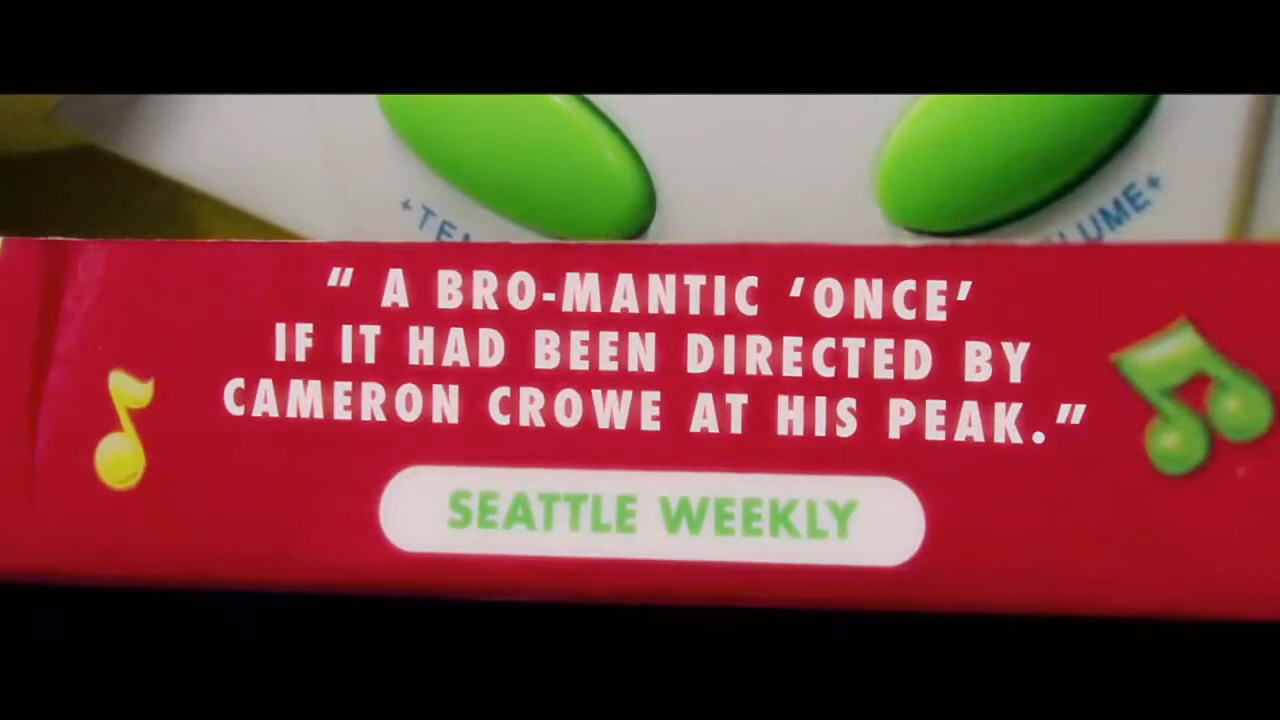 “ A BRO-MANTIC ‘ONCE’
IF IT HAD BEEN DIRECTED BY
CAMERON CROWE AT HIS PEAK.”
SEATTLE WEEKLY